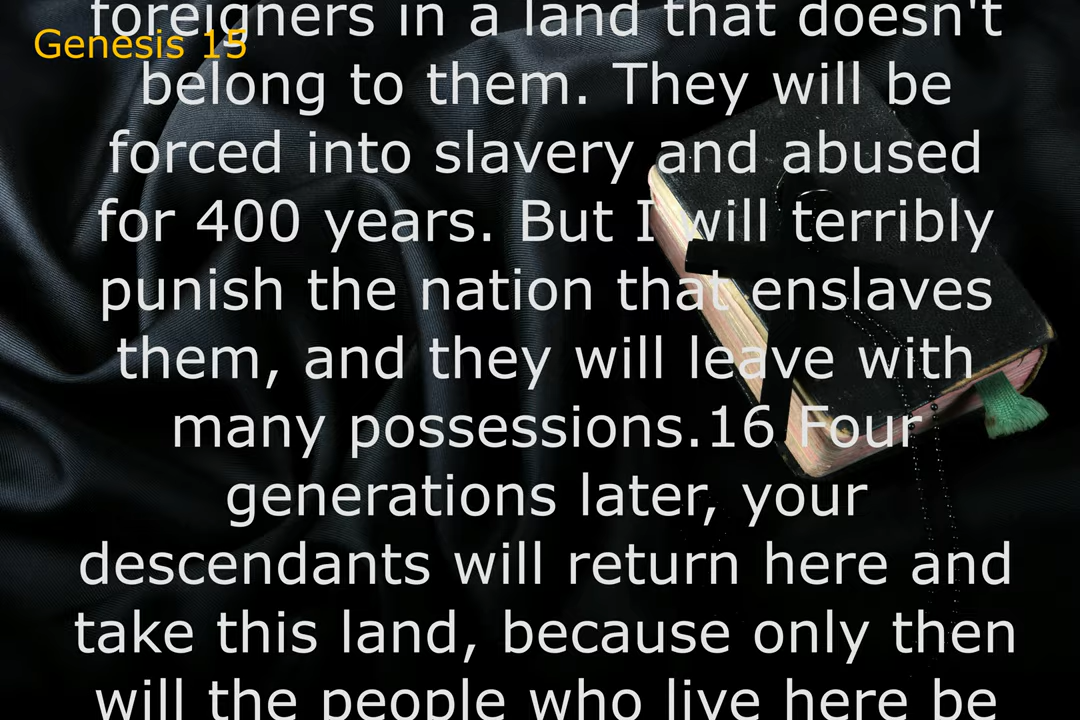 foreigners in a land that doesn't
Genesis 15
belong to them. They will be
forced into slavery and abused
for 400 years. But I will terribly
punish the nation that enslaves
them, and they will leave with
many possessions.16 Four
generations later, your
descendants will return here and
take this land, because only then
will the people who live here be